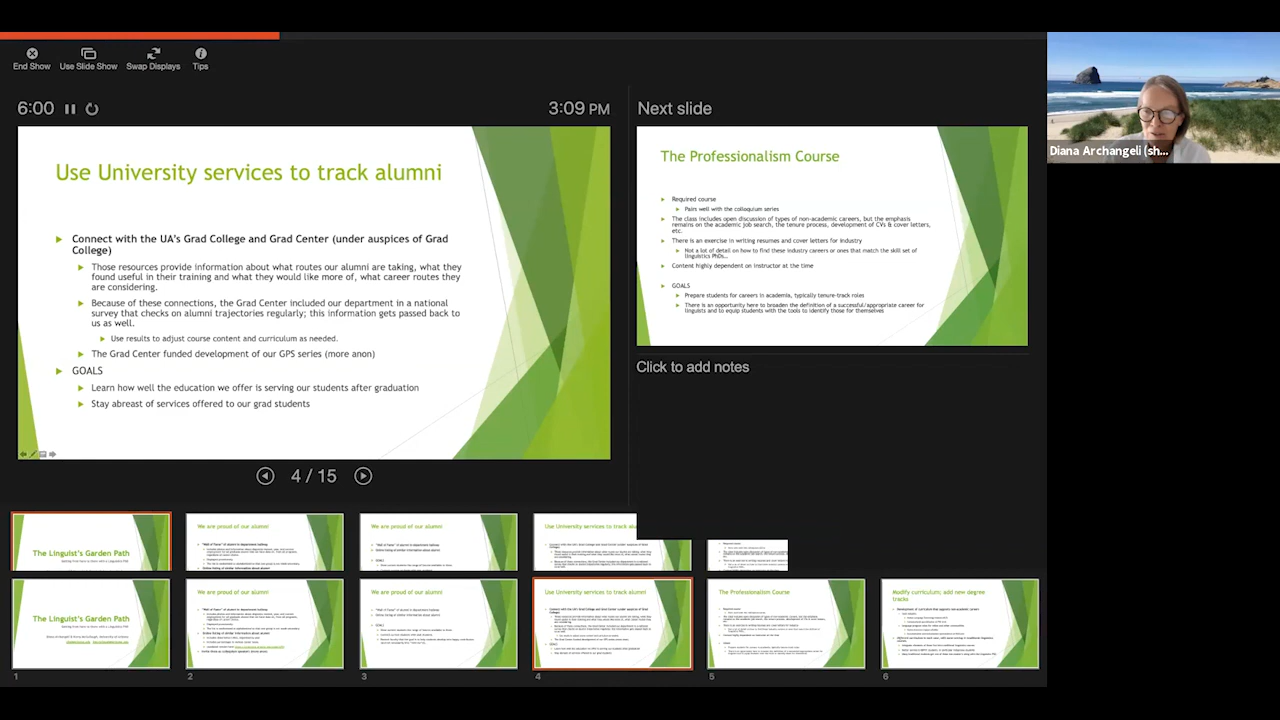 End Show
Use Slide Show
Swap Displays
Tips
6:00
3:09 PM
Use University services to track alumni
Connect with the UA's Grad College and Grad Center (under auspices of Grad
College)
Those resources provide information about what routes our alumni are taking, what they
found useful in their training and what they would like more of, what career routes they
are considering.
Because of these connections, the Grad Center included our department in a national
survey that checks on alumni trajectories regularly; this information gets passed back to
us as well.
Use results to adjust course content and curriculum as needed.
The Grad Center funded development of our GPS series (more anon)
GOALS
Learn how well the education we offer is serving our students after graduation
Stay abreast of services offered to our grad students
4 / 15
Next slide
The Professionalism Course
Required course
Pairs well with the colloquium series
The class includes open discussion of types of non-academic careers, but the emphasis
remains on the academic job search, the tenure process, development of CVs & cover letters,
etc.
There is an exercise in writing resumes and cover letters for industry
Not a lot of detail on how to find these industry careers or ones that match the skill set of
linguistics PhDs...
Content highly dependent on instructor at the time
GOALS
Prepare students for careers in academia, typically tenure-track roles
There is an opportunity here to broaden the definition of a successful/appropriate career for
linguists and to equip students with the tools to identify those for themselves
Click to add notes
Diana Archangeli (sh...
The Linguist's Garden Path
We are proud of our alumni
We are proud of our alumni
Use University services to track al
The Linguist's Garden Path
We are proud of our alumni
We are proud of our alumni
Use University services to track alumni
The Professionalism Course
Modify curriculum; add new degree
tracks
1
2
3
4
5
6